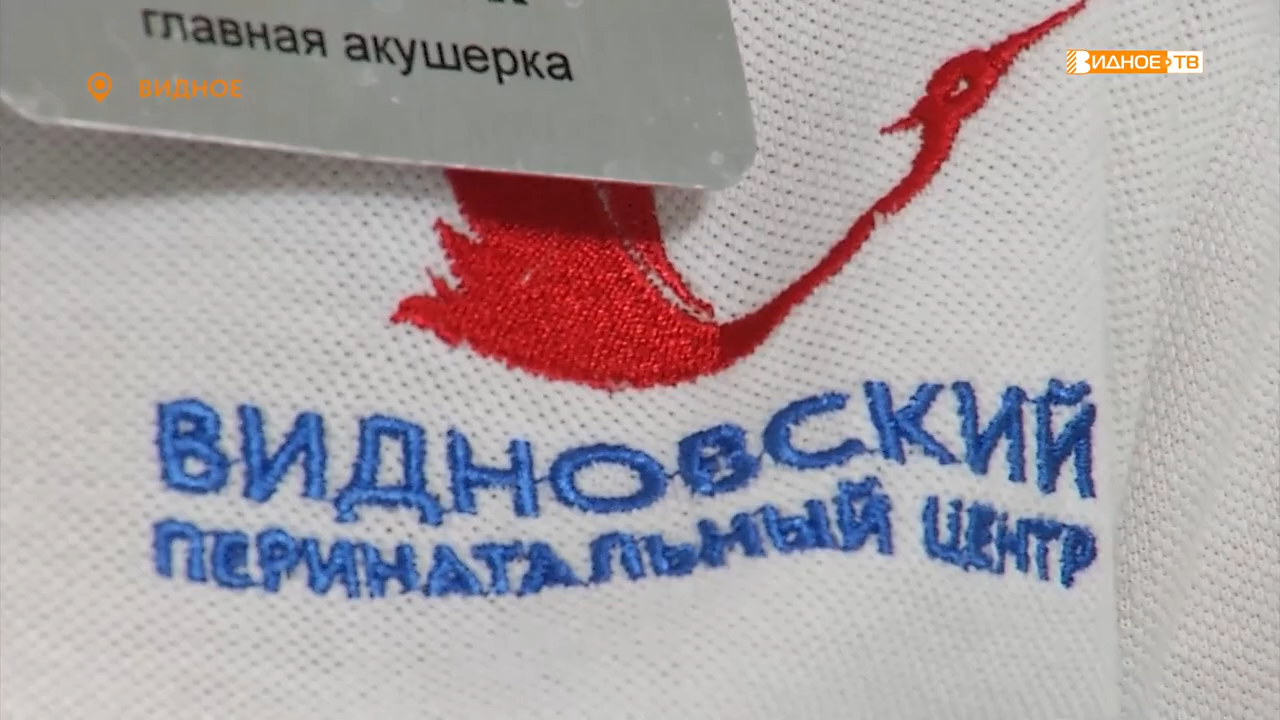 главная акушерка
ВИДНОЕ
ВИДНОЕ ТВ
ВИДНОВСКИЙ
ПЕРИНАТАЛЬНЫЙ ЦЕНТР